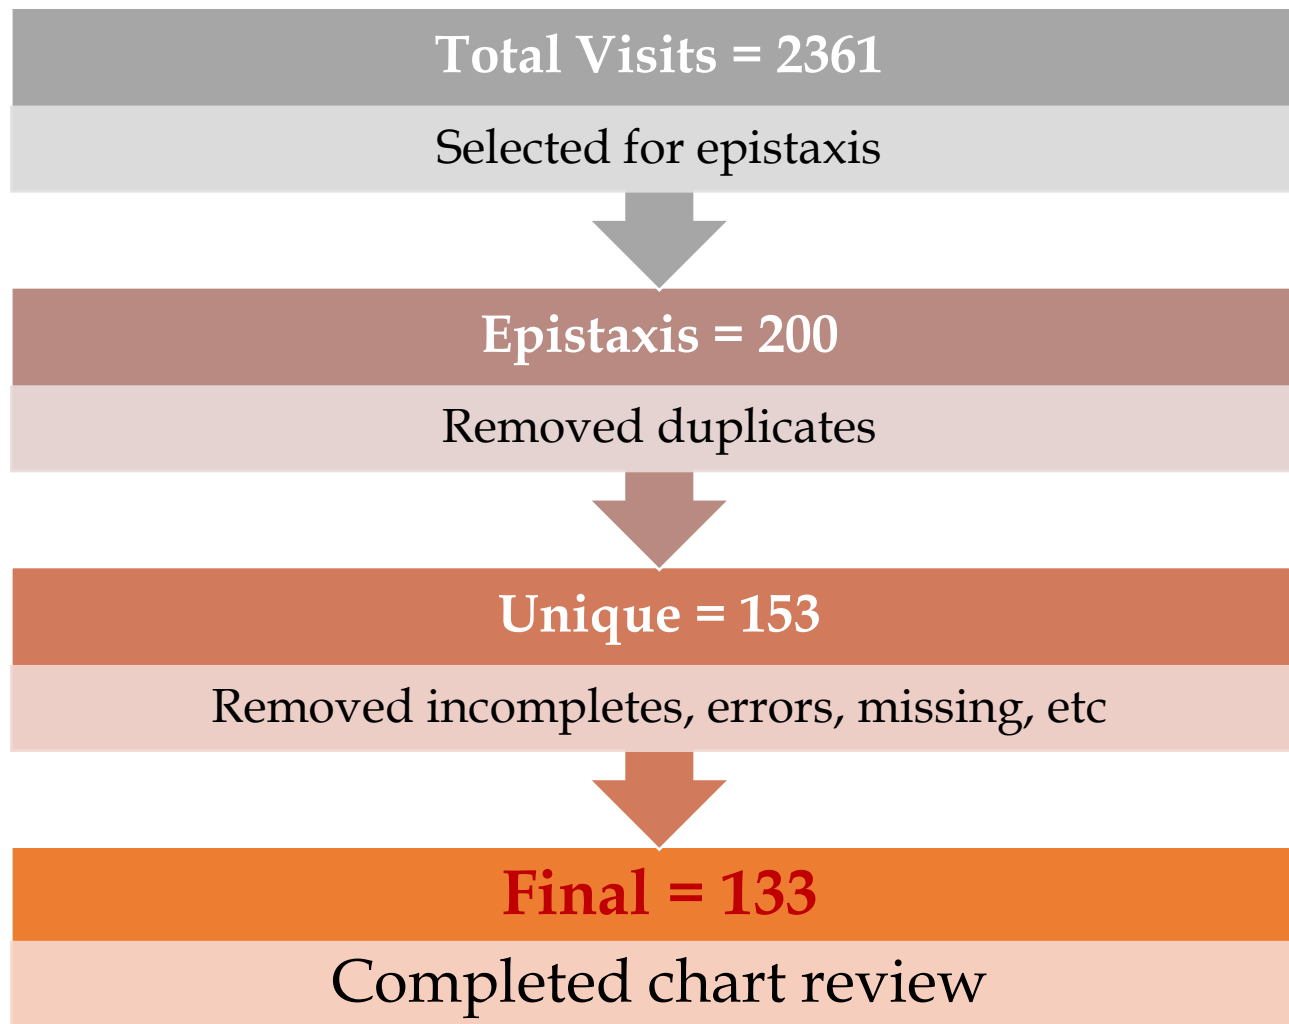 Total Visits = 2361
Selected for epistaxis
Epistaxis = 200
Removed duplicates
Unique = 153
Removed incompletes, errors, missing, etc
Final = 133
Completed chart review